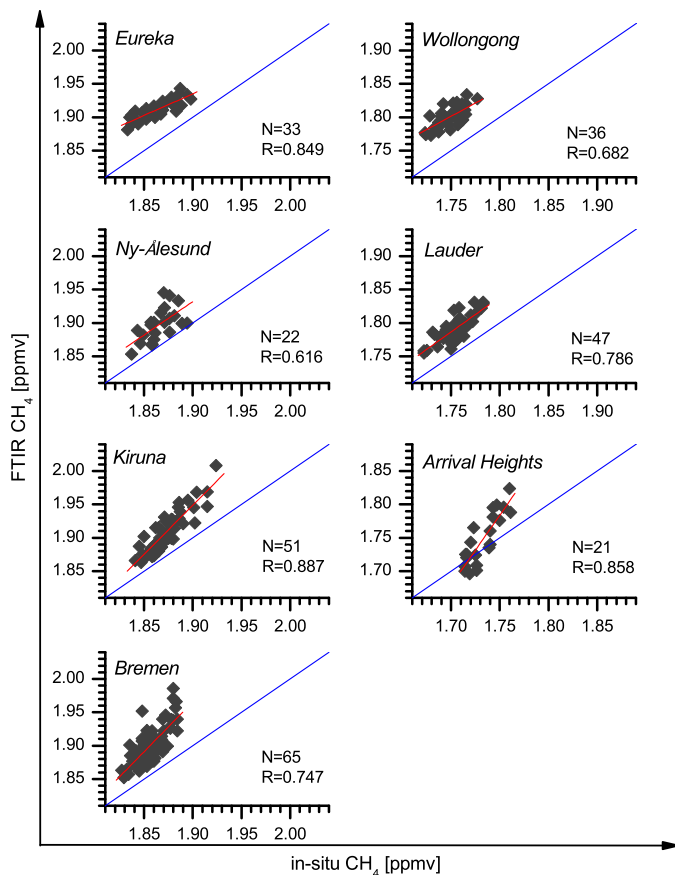 Eureka
2.00
1.95
1.90
1.85
N=33
R=0.849
1.85 1.90 1.95 2.00
Wollongong
1.90
1.85
1.80
1.75
N=36
R=0.682
1.75 1.80 1.85 1.90
Ny-Ålesund
2.00
1.95
1.90
1.85
N=22
R=0.616
1.85 1.90 1.95 2.00
Lauder
1.90
1.85
1.80
1.75
N=47
R=0.786
1.75 1.80 1.85 1.90
Kiruna
2.00
1.95
1.90
1.85
N=51
R=0.887
1.85 1.90 1.95 2.00
Arrival Heights
1.85
1.80
1.75
1.70
N=21
R=0.858
1.70 1.75 1.80 1.85
Bremen
2.00
1.95
1.90
1.85
N=65
R=0.747
1.85 1.90 1.95 2.00
FTIR CH4 [ppmv]
in-situ CH4 [ppmv]